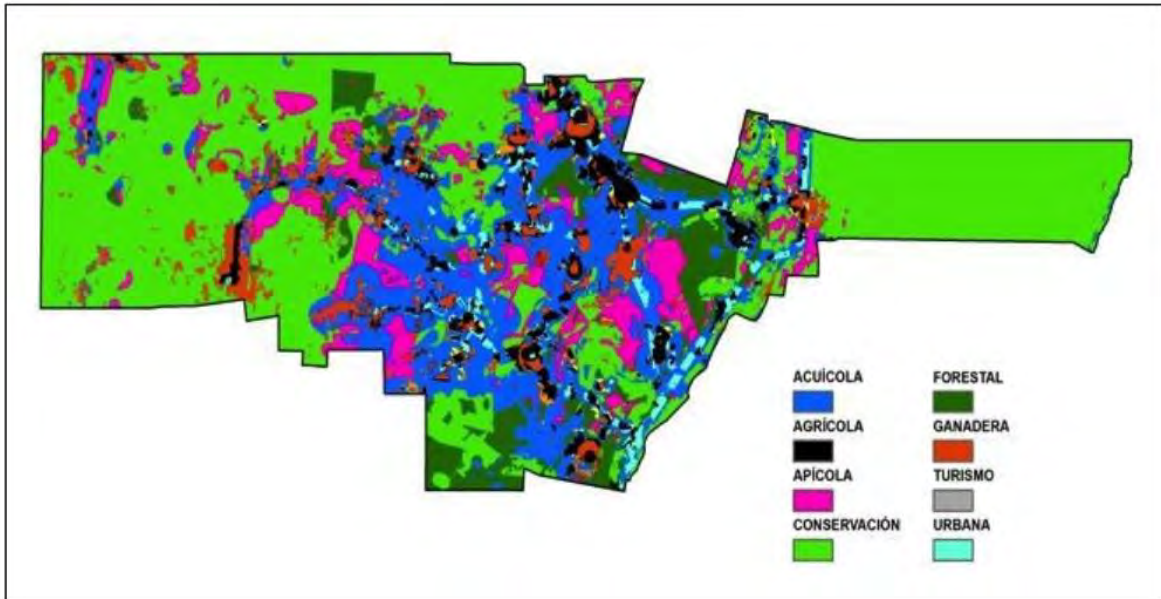 ACUÍCOLA FORESTAL
AGRÍCOLA GANADERA
APÍCOLA TURISMO
CONSERVACIÓN URBANA